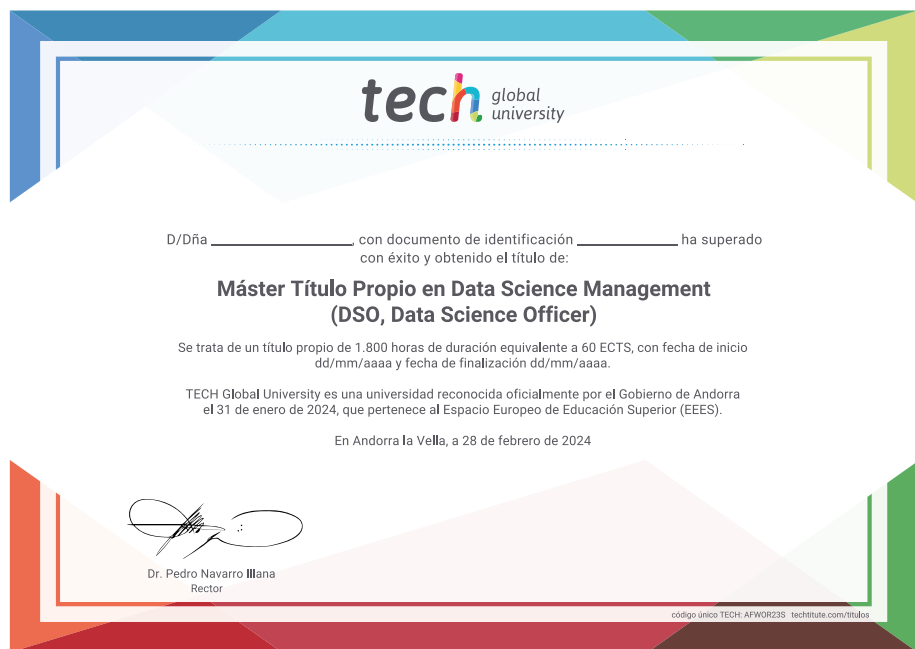 tech global university
D/Dña ________________, con documento de identificación ____________ ha superado
con éxito y obtenido el título de:
Máster Título Propio en Data Science Management
(DSO, Data Science Officer)
Se trata de un título propio de 1.800 horas de duración equivalente a 60 ECTS, con fecha de inicio
dd/mm/aaaa y fecha de finalización dd/mm/aaaa.
TECH Global University es una universidad reconocida oficialmente por el Gobierno de Andorra
el 31 de enero de 2024, que pertenece al Espacio Europeo de Educación Superior (EEES).
En Andorra la Vella, a 28 de febrero de 2024
Dr. Pedro Navarro Illana
Rector
código único TECH: AFWOR23S techtitute.com/titulos